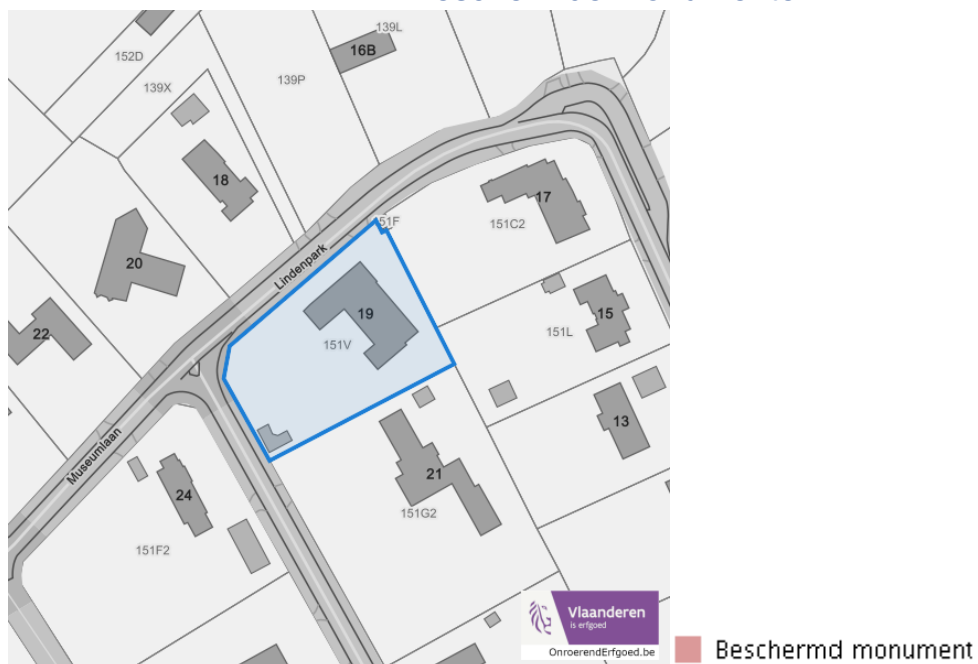 139L
16B
152D
139P
139X
18
17
151F
151C2
Lindenpark
20
19
15
22
151V
151L
13
Museumlaan
21
24
151G2
151F2
Vlaanderen
is erfgoed
OnroerendErfgoed.be
Beschermd monument